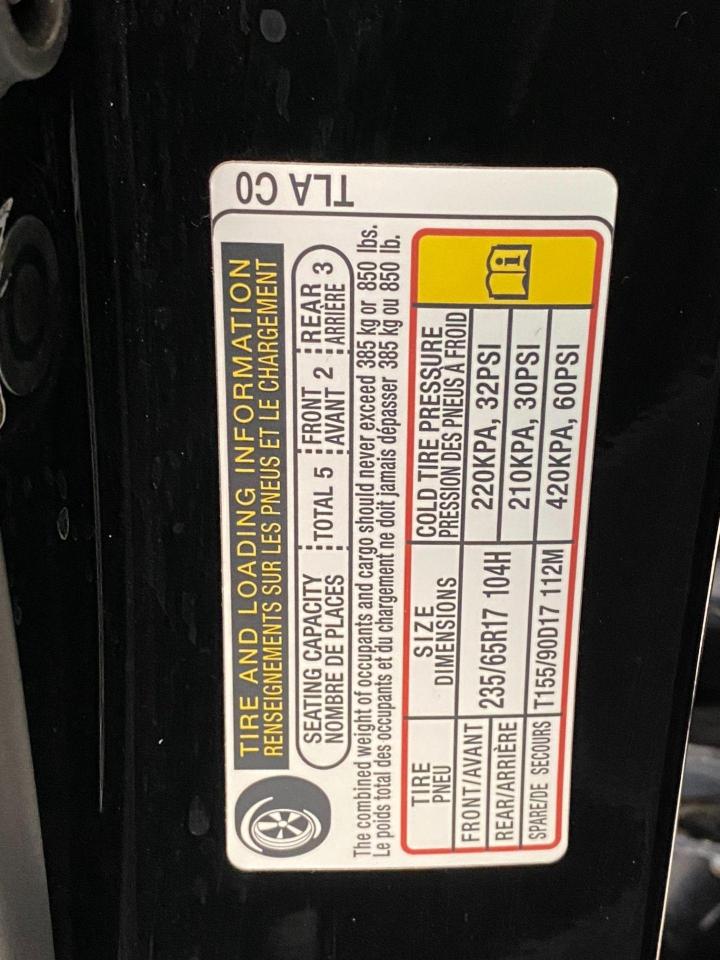 TIRE AND LOADING INFORMATION
RENSEIGNEMENTS SUR LES PNEUS ET LE CHARGEMENT
SEATING CAPACITY
NOMBRE DE PLACES
TOTAL 5
FRONT
AVANT 2
REAR
ARRIÈRE 3
The combined weight of occupants and cargo should never exceed 385 kg or 850 lbs.
Le poids total des occupants et du chargement ne doit jamais dépasser 385 kg ou 850 lb.
TIRE
PNEU
SIZE
DIMENSIONS
COLD TIRE PRESSURE
PRESSION DES PNEUS À FROID
FRONT/AVANT 235/65R17 104H 220KPA, 32PSI
REAR/ARRIÈRE 210KPA, 30PSI
SPARE/DE SECOURS T155/90D17 112M 420KPA, 60PSI
TLA C0